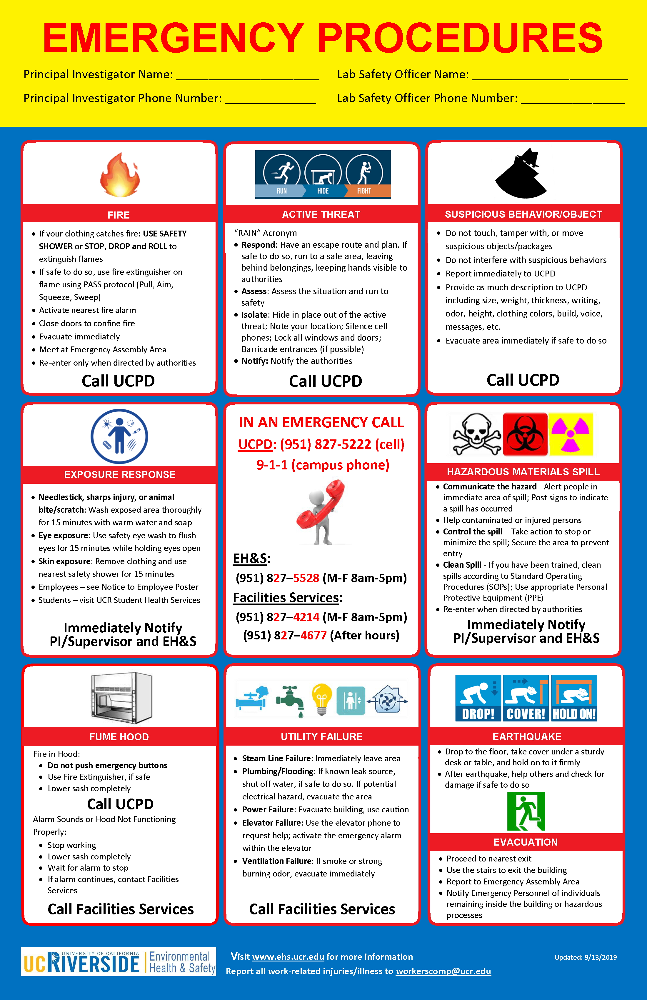 EMERGENCY PROCEDURES
Principal Investigator Name: ______________________
Lab Safety Officer Name: ________________________
Principal Investigator Phone Number: ______________
Lab Safety Officer Phone Number: ________________
FIRE
• If your clothing catches fire: USE SAFETY
SHOWER or STOP, DROP and ROLL to
extinguish flames
• If safe to do so, use fire extinguisher on
flame using PASS protocol (Pull, Aim,
Squeeze, Sweep)
• Activate nearest fire alarm
• Close doors to confine fire
• Evacuate immediately
• Meet at Emergency Assembly Area
• Re-enter only when directed by authorities
Call UCPD
RUN
HIDE
FIGHT
ACTIVE THREAT
“RAIN” Acronym
• Respond: Have an escape route and plan. If
safe to do so, run to a safe area, leaving
behind belongings, keeping hands visible to
authorities
• Assess: Assess the situation and run to
safety
• Isolate: Hide in place out of the active
threat; Note your location; Silence cell
phones; Lock all windows and doors;
Barricade entrances (if possible)
• Notify: Notify the authorities
Call UCPD
SUSPICIOUS BEHAVIOR/OBJECT
• Do not touch, tamper with, or move
suspicious objects/packages
• Do not interfere with suspicious behaviors
• Report immediately to UCPD
• Provide as much description to UCPD
including size, weight, thickness, writing,
odor, height, clothing colors, build, voice,
messages, etc.
• Evacuate area immediately if safe to do so
Call UCPD
EXPOSURE RESPONSE
• Needlestick, sharps injury, or animal
bite/scratch: Wash exposed area thoroughly
for 15 minutes with warm water and soap
• Eye exposure: Use safety eye wash to flush
eyes for 15 minutes while holding eyes open
• Skin exposure: Remove clothing and use
nearest safety shower for 15 minutes
• Employees – see Notice to Employee Poster
• Students – visit UCR Student Health Services
Immediately Notify
PI/Supervisor and EH&S
IN AN EMERGENCY CALL
UCPD: (951) 827-5222 (cell)
9-1-1 (campus phone)
EH&S:
(951) 827–5528 (M-F 8am-5pm)
Facilities Services:
(951) 827–4214 (M-F 8am-5pm)
(951) 827–4677 (After hours)
HAZARDOUS MATERIALS SPILL
• Communicate the hazard - Alert people in
immediate area of spill; Post signs to indicate
a spill has occurred
• Help contaminated or injured persons
• Control the spill – Take action to stop or
minimize the spill; Secure the area to prevent
entry
• Clean Spill - If you have been trained, clean
spills according to Standard Operating
Procedures (SOPs); Use appropriate Personal
Protective Equipment (PPE)
• Re-enter when directed by authorities
Immediately Notify
PI/Supervisor and EH&S
FUME HOOD
Fire in Hood:
• Do not push emergency buttons
• Use Fire Extinguisher, if safe
• Lower sash completely
Call UCPD
Alarm Sounds or Hood Not Functioning
Properly:
• Stop working
• Lower sash completely
• Wait for alarm to stop
• If alarm continues, contact Facilities
Services
Call Facilities Services
UTILITY FAILURE
• Steam Line Failure: Immediately leave area
• Plumbing/Flooding: If known leak source,
shut off water, if safe to do so. If potential
electrical hazard, evacuate the area
• Power Failure: Evacuate building, use caution
• Elevator Failure: Use the elevator phone to
request help; activate the emergency alarm
within the elevator
• Ventilation Failure: If smoke or strong
burning odor, evacuate immediately
Call Facilities Services
DROP!
COVER!
HOLD ON!
EARTHQUAKE
• Drop to the floor, take cover under a sturdy
desk or table, and hold on to it firmly
• After earthquake, help others and check for
damage if safe to do so
EVACUATION
• Proceed to nearest exit
• Use the stairs to exit the building
• Report to Emergency Assembly Area
• Notify Emergency Personnel of individuals
remaining inside the building or hazardous
processes
UNIVERSITY OF CALIFORNIA
UCRIVERSIDE
Environmental
Health & Safety
Visit www.ehs.ucr.edu for more information
Report all work-related injuries/illness to workerscomp@ucr.edu
Updated: 9/13/2019